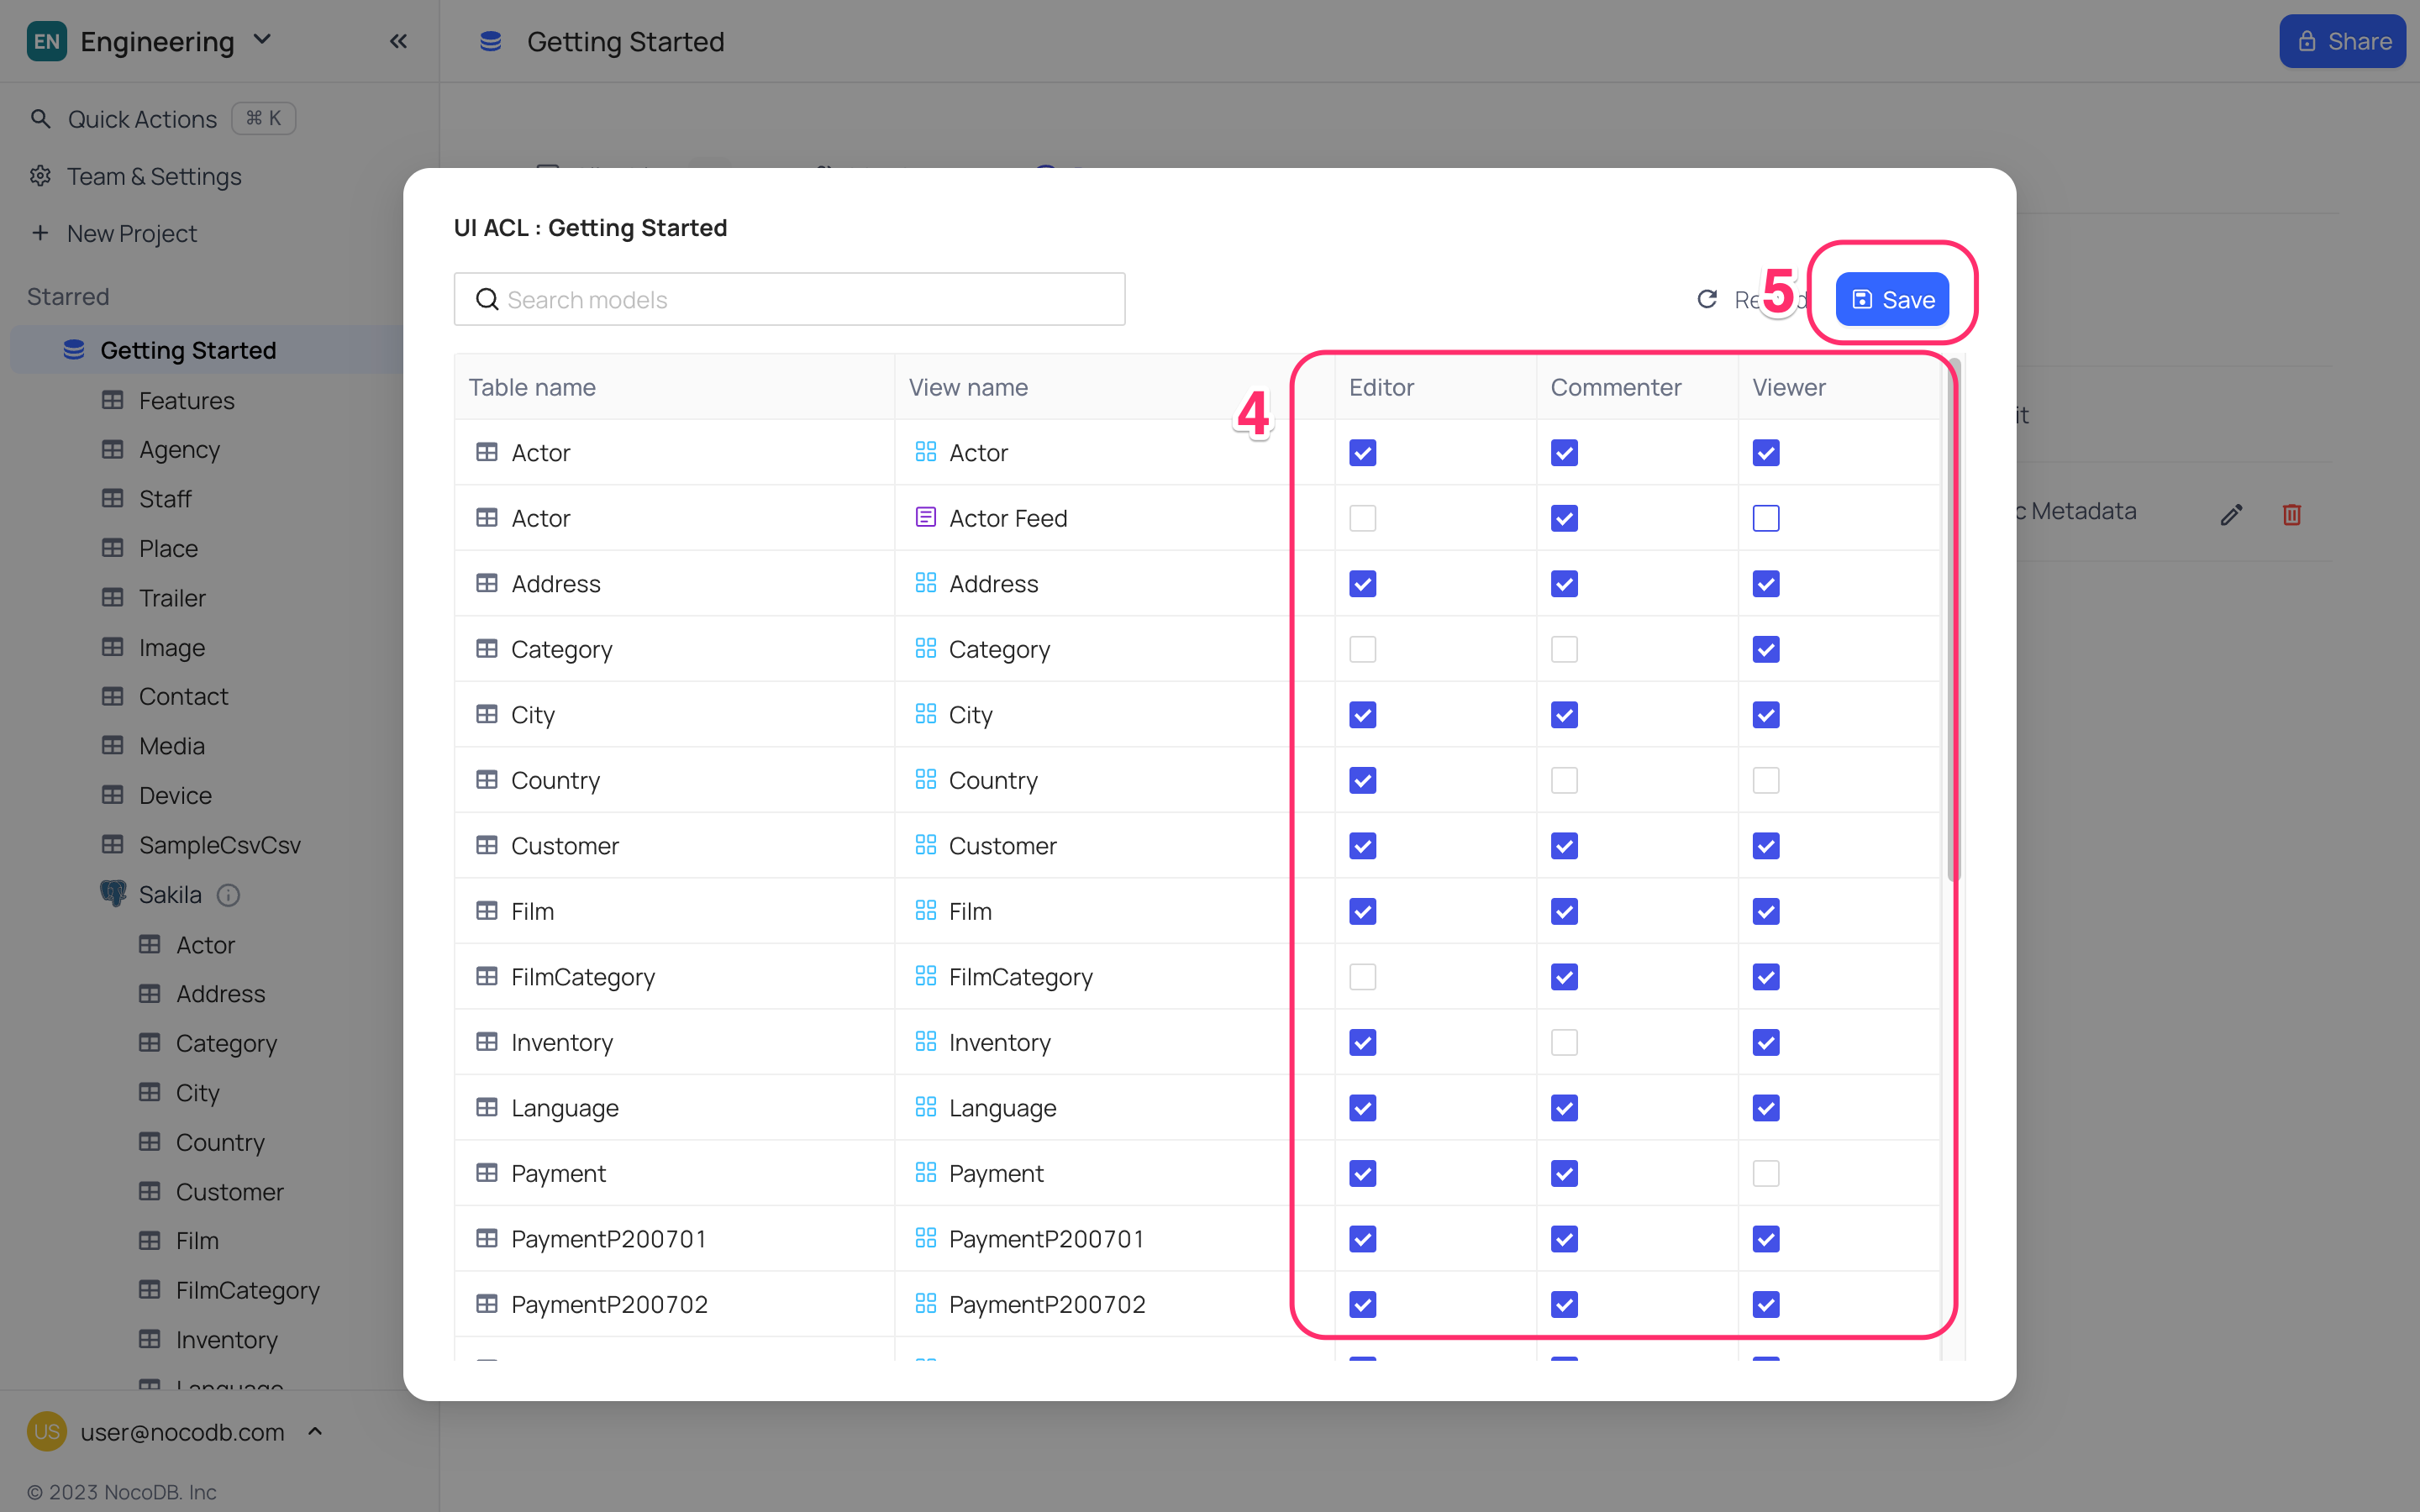 EN Engineering
Getting Started
Share
Quick Actions ⌘ K
Team & Settings
New Project
Starred
Getting Started
Features
Agency
Staff
Place
Trailer
Image
Contact
Media
Device
SampleCsvCsv
Sakila
Actor
Address
Category
City
Country
Customer
Film
FilmCategory
Inventory
Language
US user@nocodb.com
© 2023 NocoDB. Inc
UI ACL : Getting Started
Search models
5
Save
Table name View name Editor Commenter Viewer
4
Actor Actor
Actor Actor Feed
Address Address
Category Category
City City
Country Country
Customer Customer
Film Film
FilmCategory FilmCategory
Inventory Inventory
Language Language
Payment Payment
PaymentP200701 PaymentP200701
PaymentP200702 PaymentP200702
Metadata